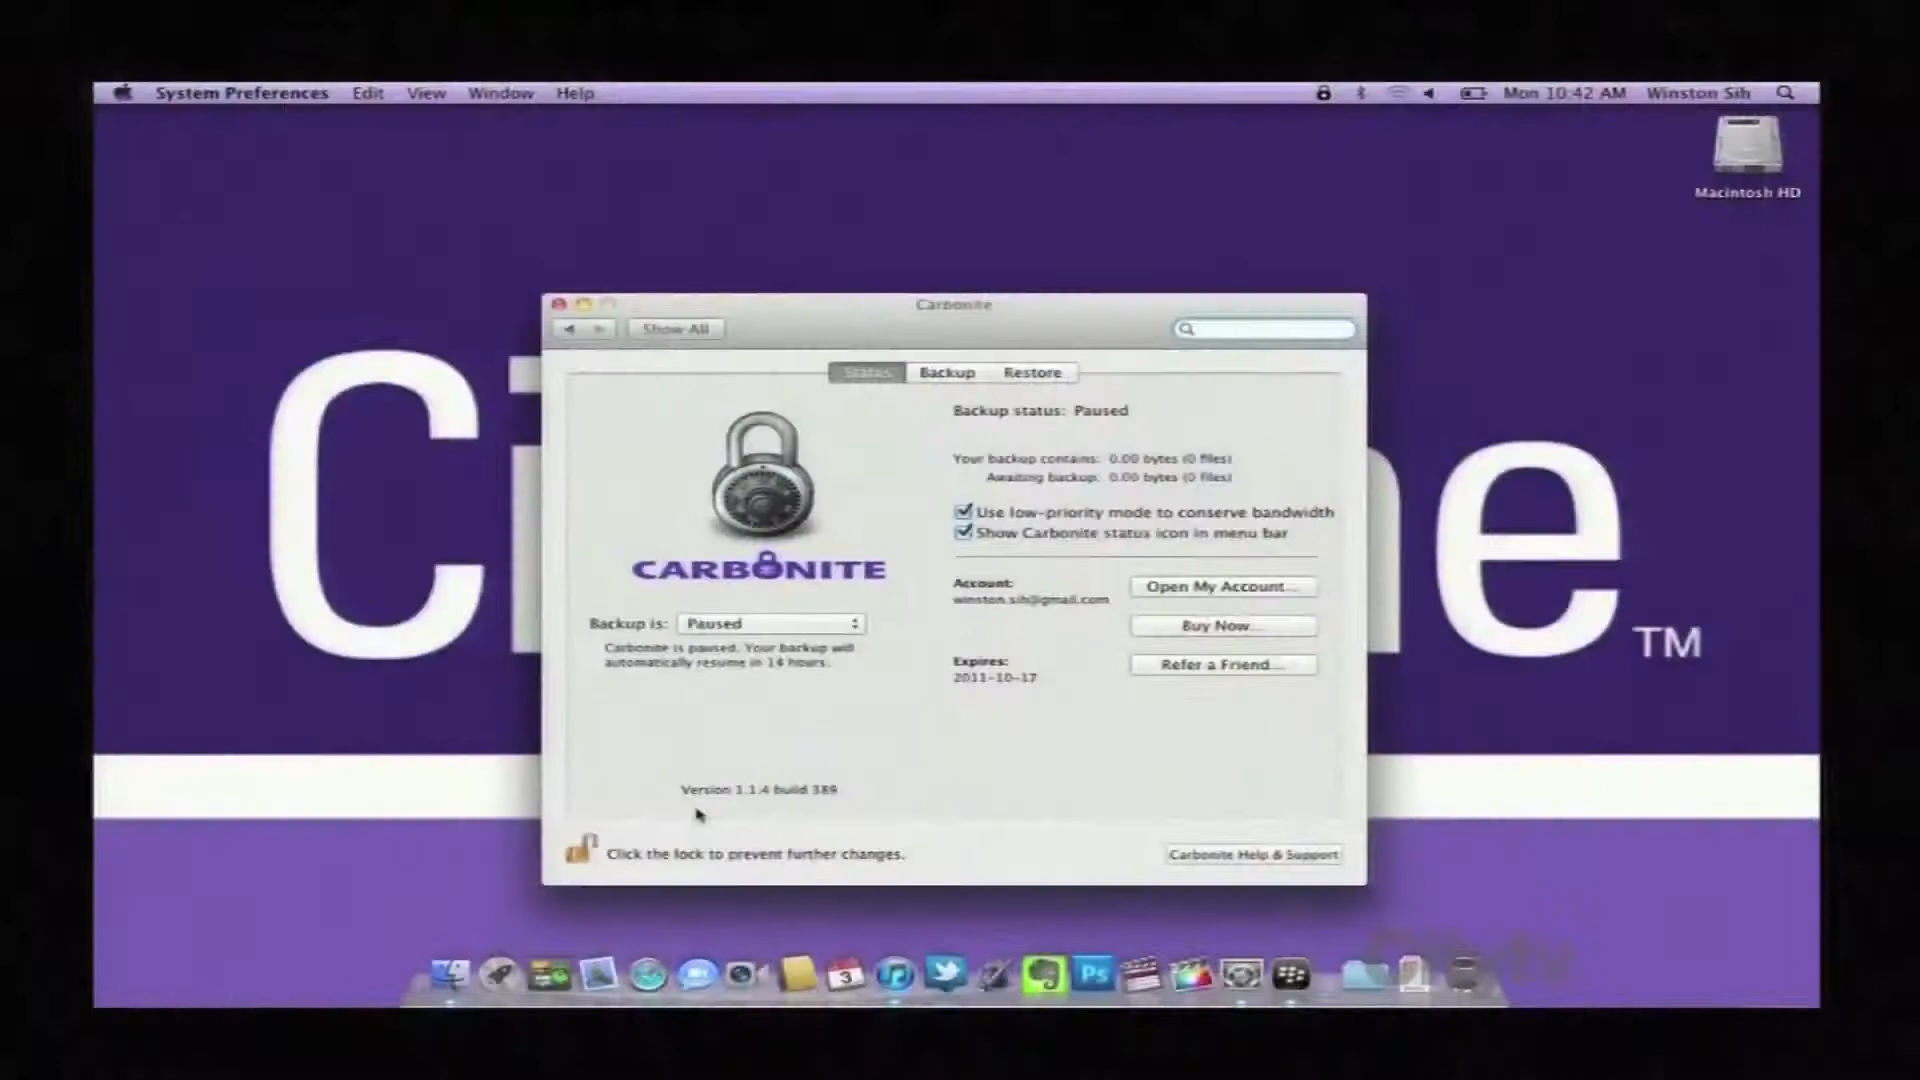 System Preferences Edit View Window Help
Mon 10:42 AM Winston Sih
Macintosh HD
Carbonite
Show All
Status Backup Restore
Backup status: Paused
Your backup contains: 0.00 bytes (0 files)
Awaiting backup: 0.00 bytes (0 files)
Use low-priority mode to conserve bandwidth
Show Carbonite status icon in menu bar
CARBONITE
Account:
winston.sih@gmail.com
Open My Account...
Backup is: Paused
Buy Now...
Carbonite is paused. Your backup will
automatically resume in 14 hours.
Expires:
2011-10-17
Refer a Friend...
Version 1.1.4 build 389
Click the lock to prevent further changes.
Carbonite Help & Support
TM
3
Ps